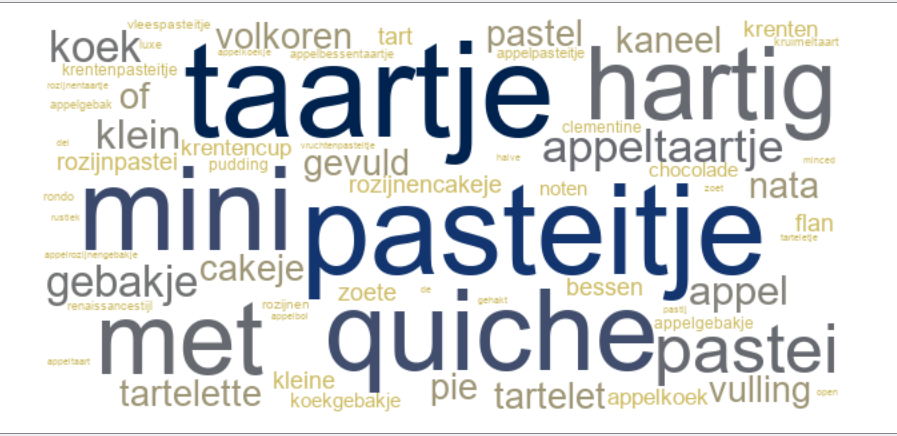 vleespasteitje
koek luxe volkoren tart pastel krenten
appelkoekje appelbessentaartje appelpasteitje kaneel kruimeltaart
krentenpasteitje taartje hartig
rozijnentaartje
appelgebak of
klein clementine
del krentencup vruchtenpasteitje appeltaartje
rozijnpastei pudding gevuld halve chocolade minced
mini rozijnencakeje noten zoet nata
rondo pasteitje
rustiek flan
tarteletje
appelrozijnengebakje
gebakje cakeje zoete de bessen appel
renaissancestijl rozijnen gehakt
appelbol pastij
met quiche appelgebakje
appeltaart pastei
tartelette kleine pie tartelet appelkoek vulling open
koekgebakje